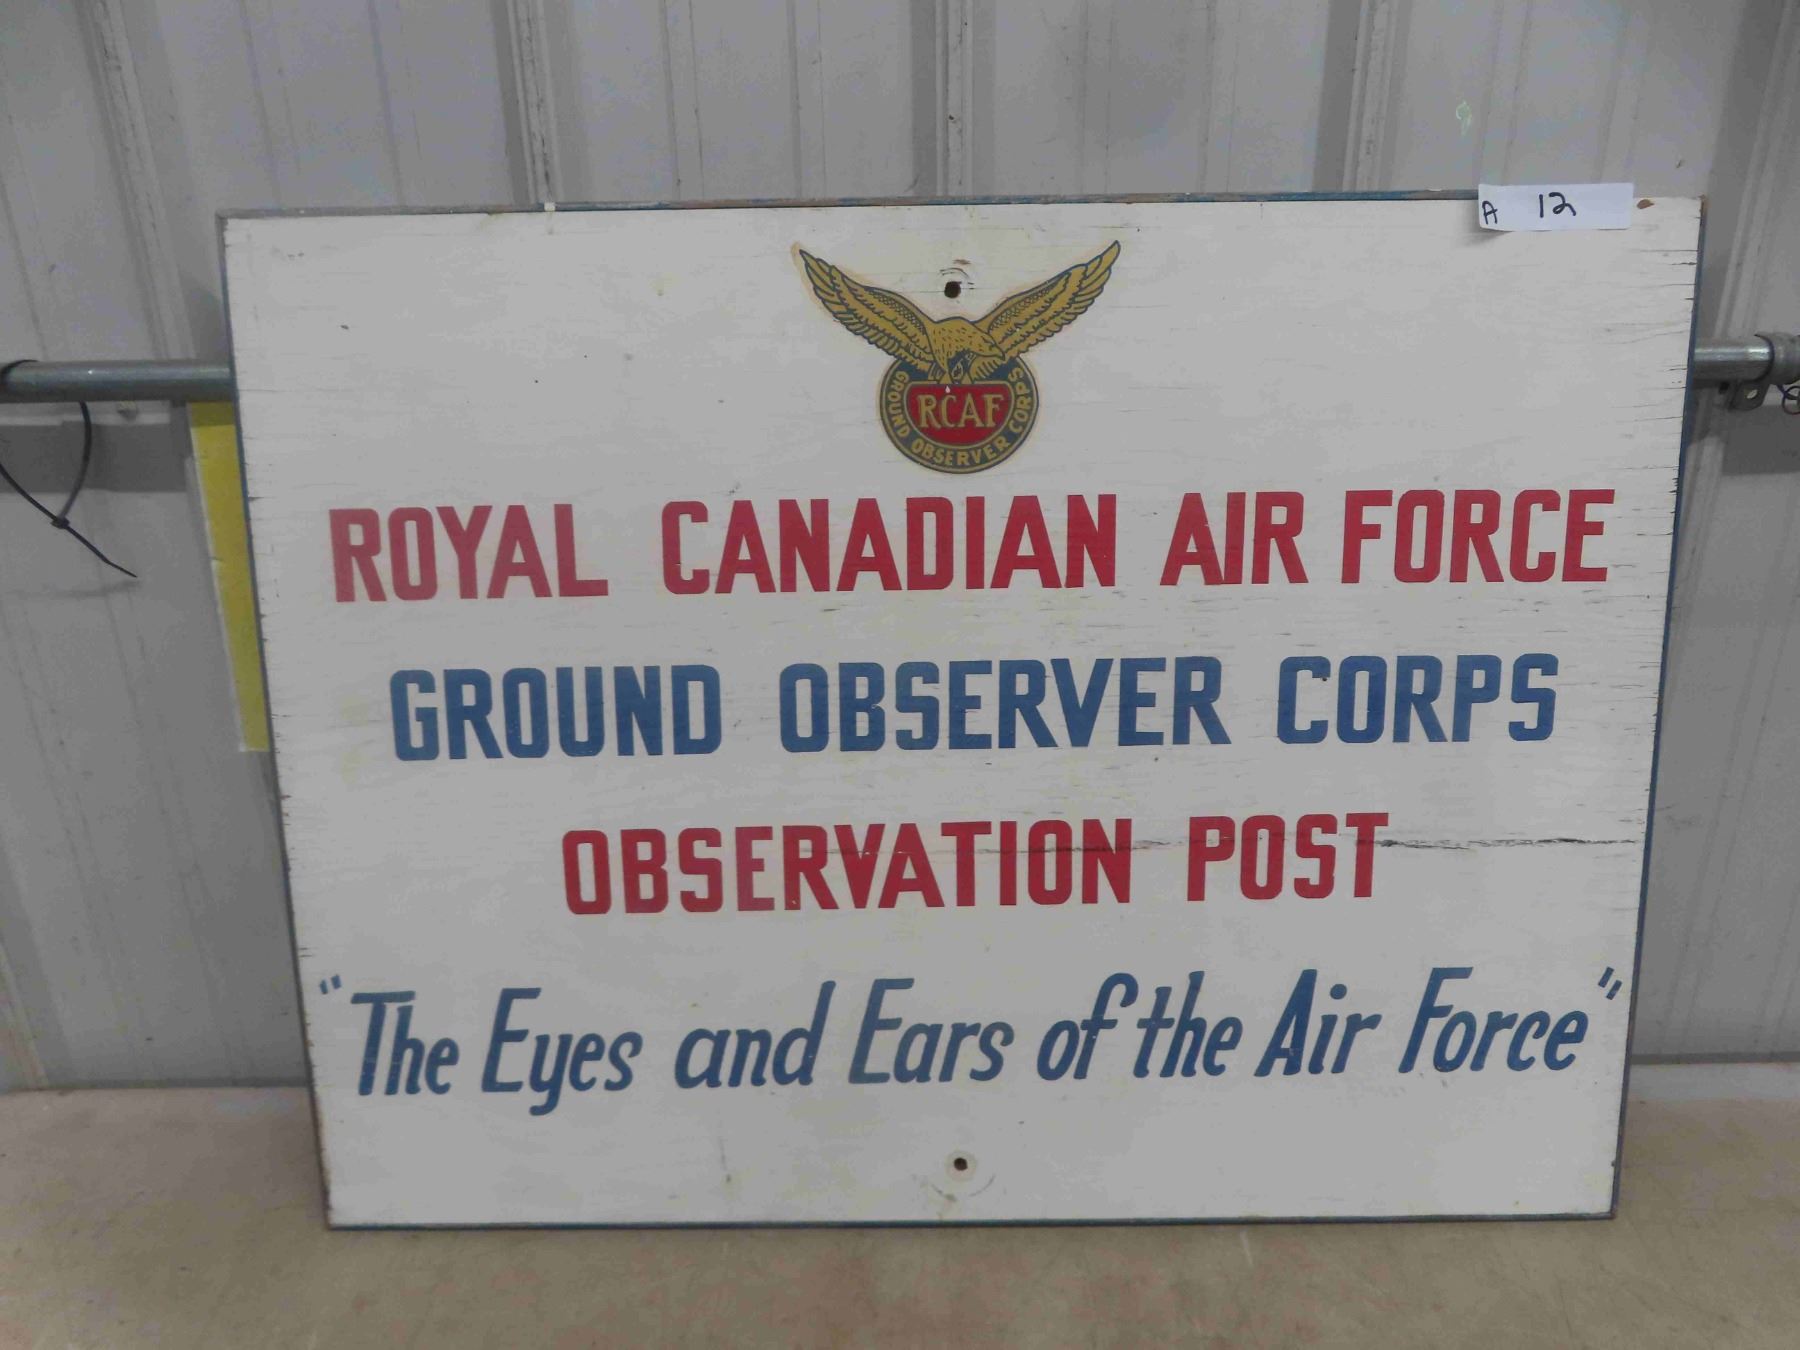 A 12
RCAF
GROUND OBSERVER CORPS
ROYAL CANADIAN AIR FORCE
GROUND OBSERVER CORPS
OBSERVATION POST
"The Eyes and Ears of the Air Force"